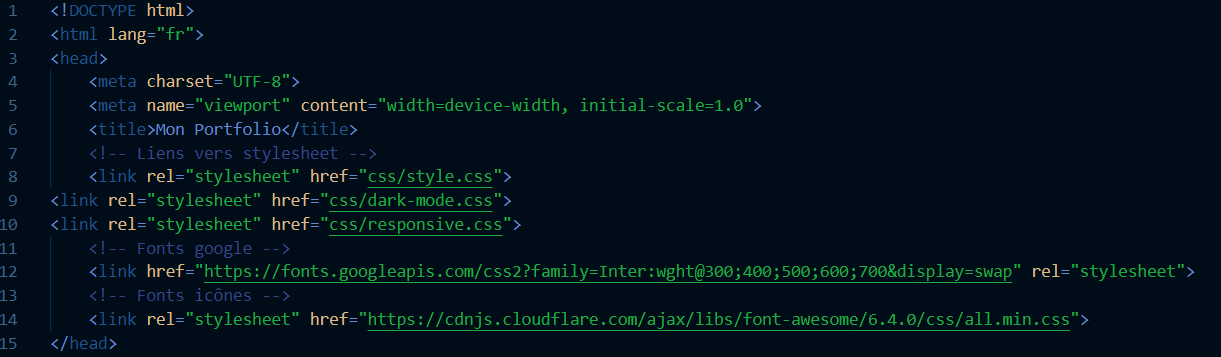 1 <!DOCTYPE html>
2 <html lang="fr">
3 <head>
4     <meta charset="UTF-8">
5     <meta name="viewport" content="width=device-width, initial-scale=1.0">
6     <title>Mon Portfolio</title>
7     <!-- Liens vers stylesheet -->
8     <link rel="stylesheet" href="css/style.css">
9 <link rel="stylesheet" href="css/dark-mode.css">
10 <link rel="stylesheet" href="css/responsive.css">
11     <!-- Fonts google -->
12     <link href="https://fonts.googleapis.com/css2?family=Inter:wght@300;400;500;600;700&display=swap" rel="stylesheet">
13     <!-- Fonts icônes -->
14     <link rel="stylesheet" href="https://cdnjs.cloudflare.com/ajax/libs/font-awesome/6.4.0/css/all.min.css">
15 </head>